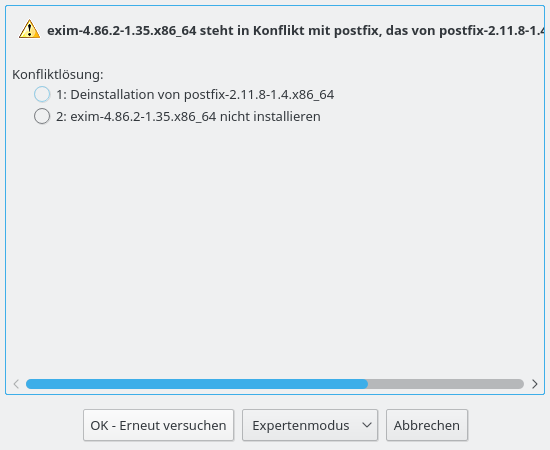 exim-4.86.2-1.35.x86_64 steht in Konflikt mit postfix, das von postfix-2.11.8-1.4
Konfliktlösung:
1: Deinstallation von postfix-2.11.8-1.4.x86_64
2: exim-4.86.2-1.35.x86_64 nicht installieren
OK - Erneut versuchen Expertenmodus Abbrechen